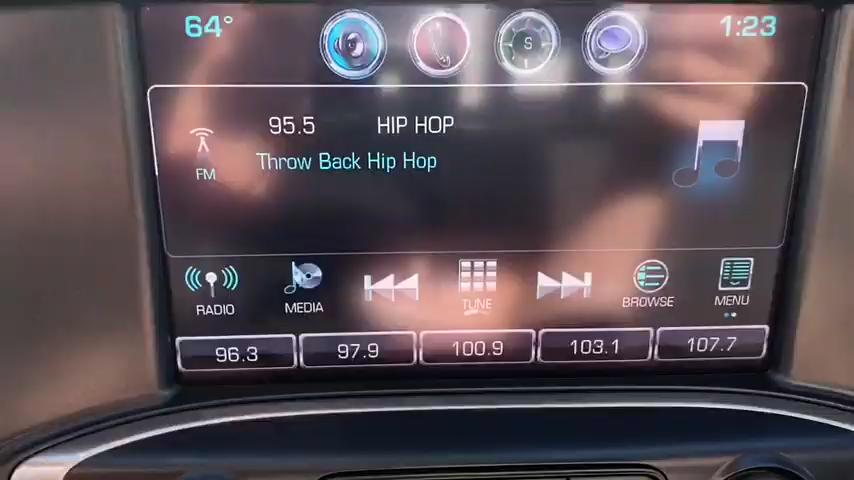 64° S 1:23
95.5 HIP HOP
FM Throw Back Hip Hop
RADIO MEDIA TUNE BROWSE MENU
96.3 97.9 100.9 103.1 107.7